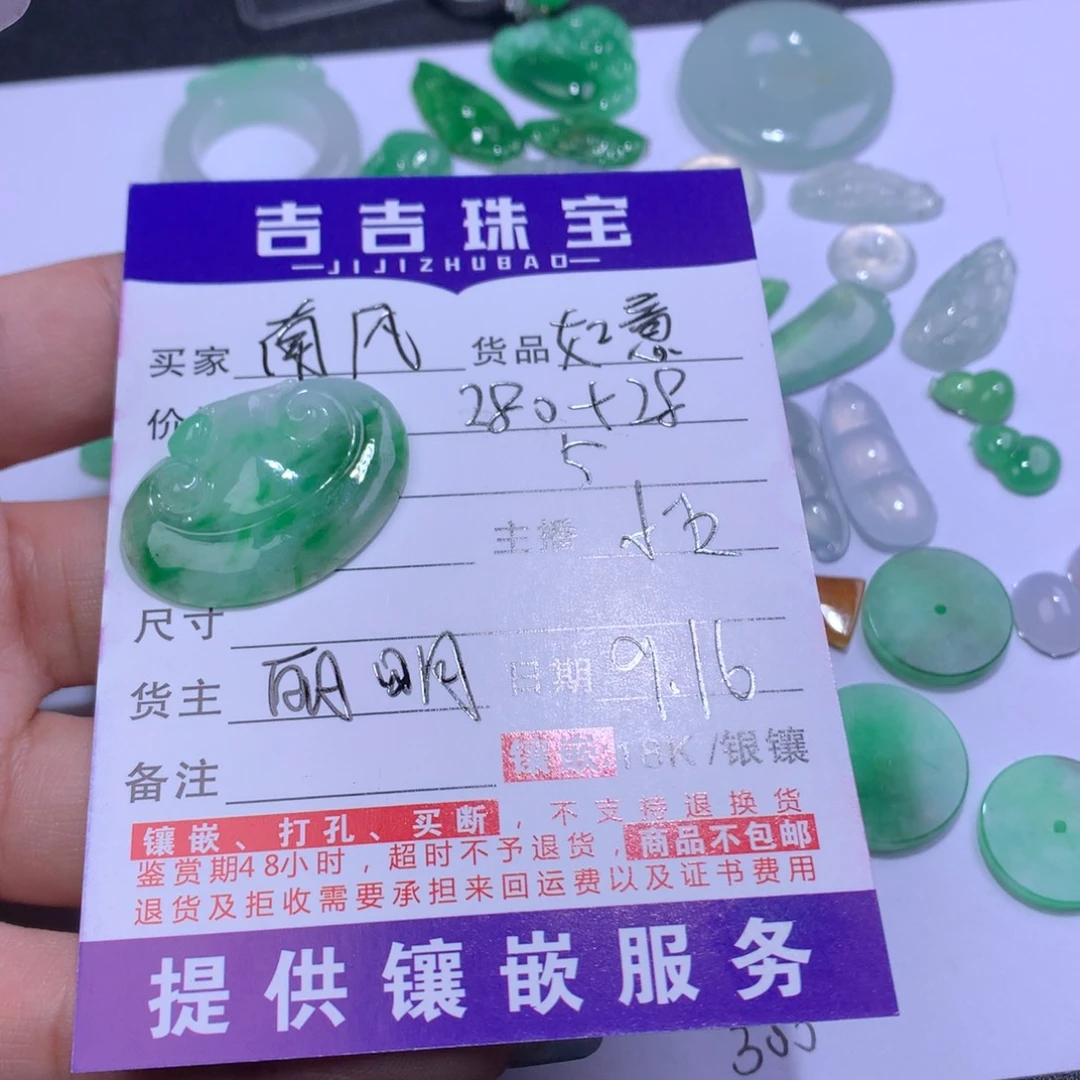 吉吉珠宝
JIJIZHUBAO
买家 南风 货品 如意
价 280+28
5
主播
尺寸
货主 丽明 日期 9.16
备注 镶嵌 18K/银镶
镶嵌、打孔、买断，不支持退换货
鉴赏期48小时，超时不予退货，商品不包邮
退货及拒收需要承担来回运费以及证书费用
提供镶嵌服务